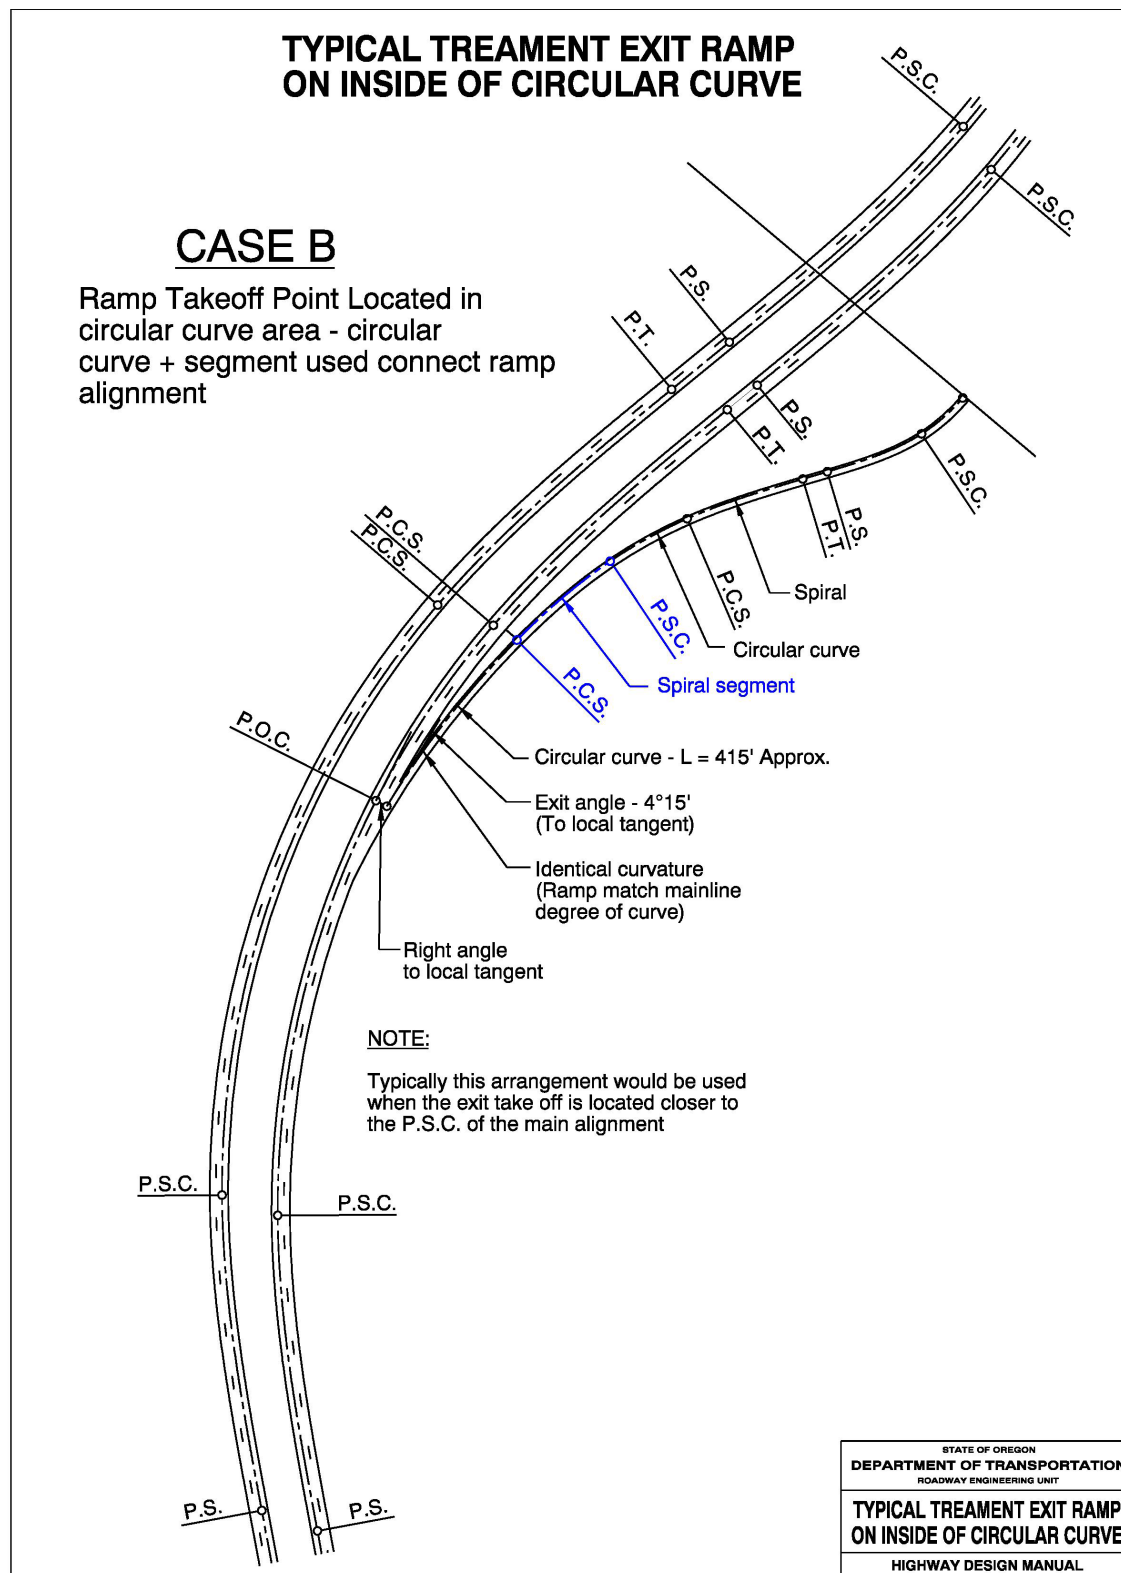 TYPICAL TREAMENT EXIT RAMP
ON INSIDE OF CIRCULAR CURVE
P.S.C.
P.S.C.
CASE B
Ramp Takeoff Point Located in
circular curve area - circular
curve + segment used connect ramp
alignment
P.S.
P.T.
P.S.
P.T.
P.S.C.
P.S.
P.T.
P.C.S.
P.C.S.
Spiral
P.C.S.
P.S.C.
Circular curve
Spiral segment
P.C.S.
P.O.C.
Circular curve - L = 415' Approx.
Exit angle - 4°15'
(To local tangent)
Identical curvature
(Ramp match mainline
degree of curve)
Right angle
to local tangent
NOTE:
Typically this arrangement would be used
when the exit take off is located closer to
the P.S.C. of the main alignment
P.S.C.
P.S.C.
P.S.
P.S.
STATE OF OREGON
DEPARTMENT OF TRANSPORTATION
ROADWAY ENGINEERING UNIT
TYPICAL TREAMENT EXIT RAMP
ON INSIDE OF CIRCULAR CURVE
HIGHWAY DESIGN MANUAL